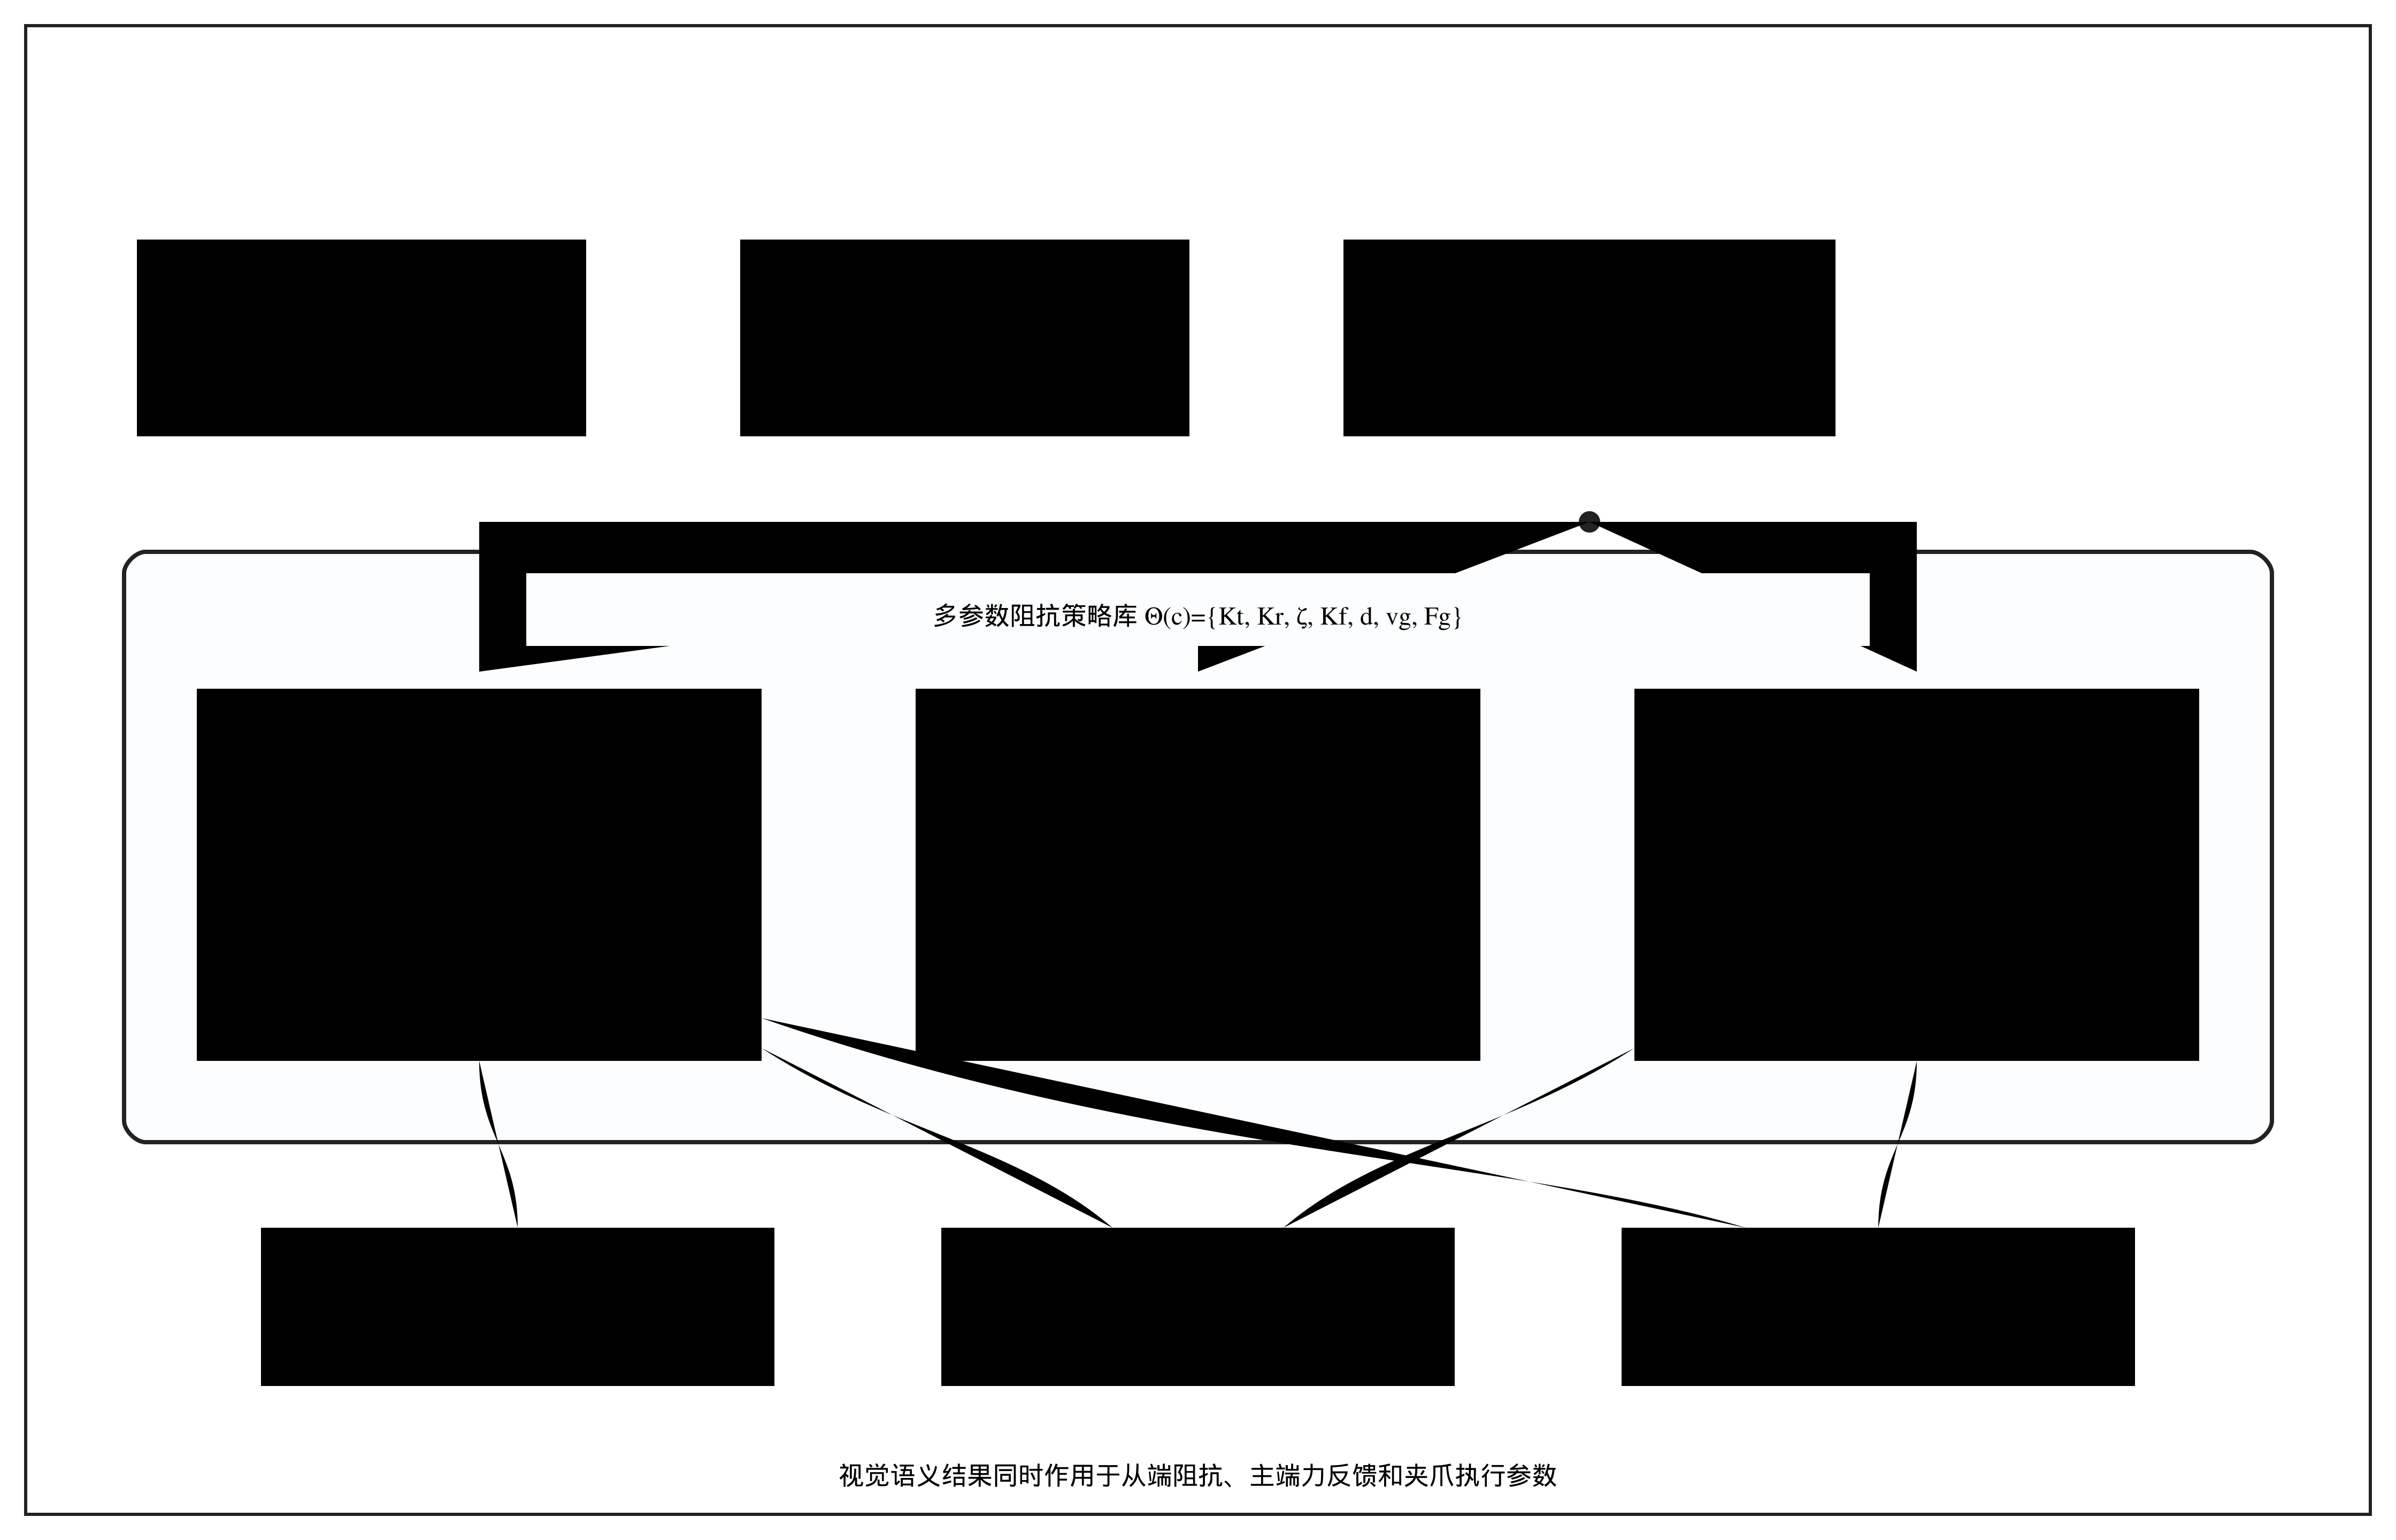 多参数阻抗策略库 Θ(c)={Kt, Kr, ζ, Kf, d, vg, Fg}
视觉语义结果同时作用于从端阻抗、主端力反馈和夹爪执行参数